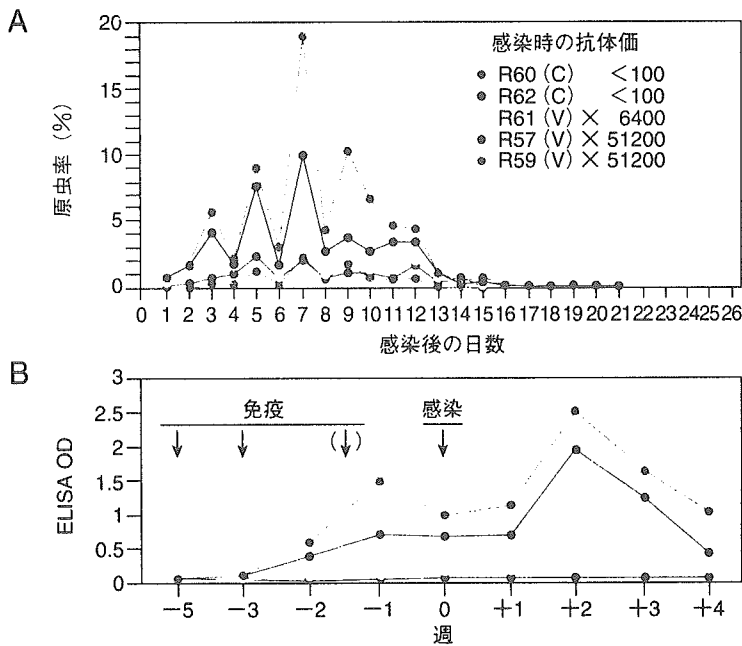 A
20
15
10
5
0
原虫率 (%)
感染時の抗体価
R60 (C) <100
R62 (C) <100
R61 (V) × 6400
R57 (V) × 51200
R59 (V) × 51200
0 1 2 3 4 5 6 7 8 9 10 11 12 13 14 15 16 17 18 19 20 21 22 23 24 25 26
感染後の日数
B
3
2.5
2
1.5
1
0.5
0
ELISA OD
免疫 感染
( )
−5 −3 −2 −1 0 +1 +2 +3 +4
週